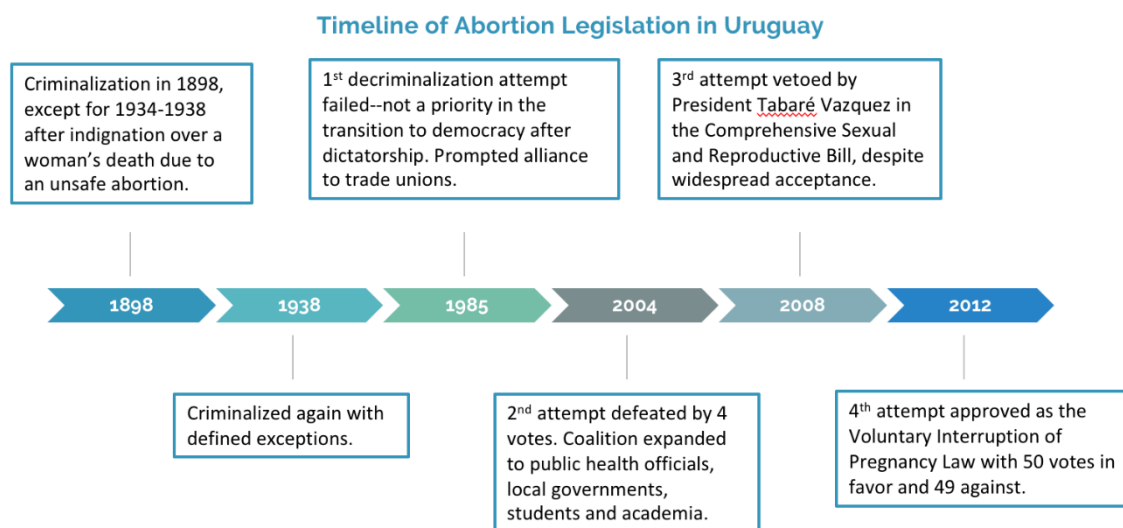 Timeline of Abortion Legislation in Uruguay
Criminalization in 1898,
except for 1934-1938
after indignation over a
woman's death due to
an unsafe abortion.
1st decriminalization attempt
failed--not a priority in the
transition to democracy after
dictatorship. Prompted alliance
to trade unions.
3rd attempt vetoed by
President Tabaré Vazquez in
the Comprehensive Sexual
and Reproductive Bill, despite
widespread acceptance.
1898
1938
1985
2004
2008
2012
Criminalized again with
defined exceptions.
2nd attempt defeated by 4
votes. Coalition expanded
to public health officials,
local governments,
students and academia.
4th attempt approved as the
Voluntary Interruption of
Pregnancy Law with 50 votes in
favor and 49 against.